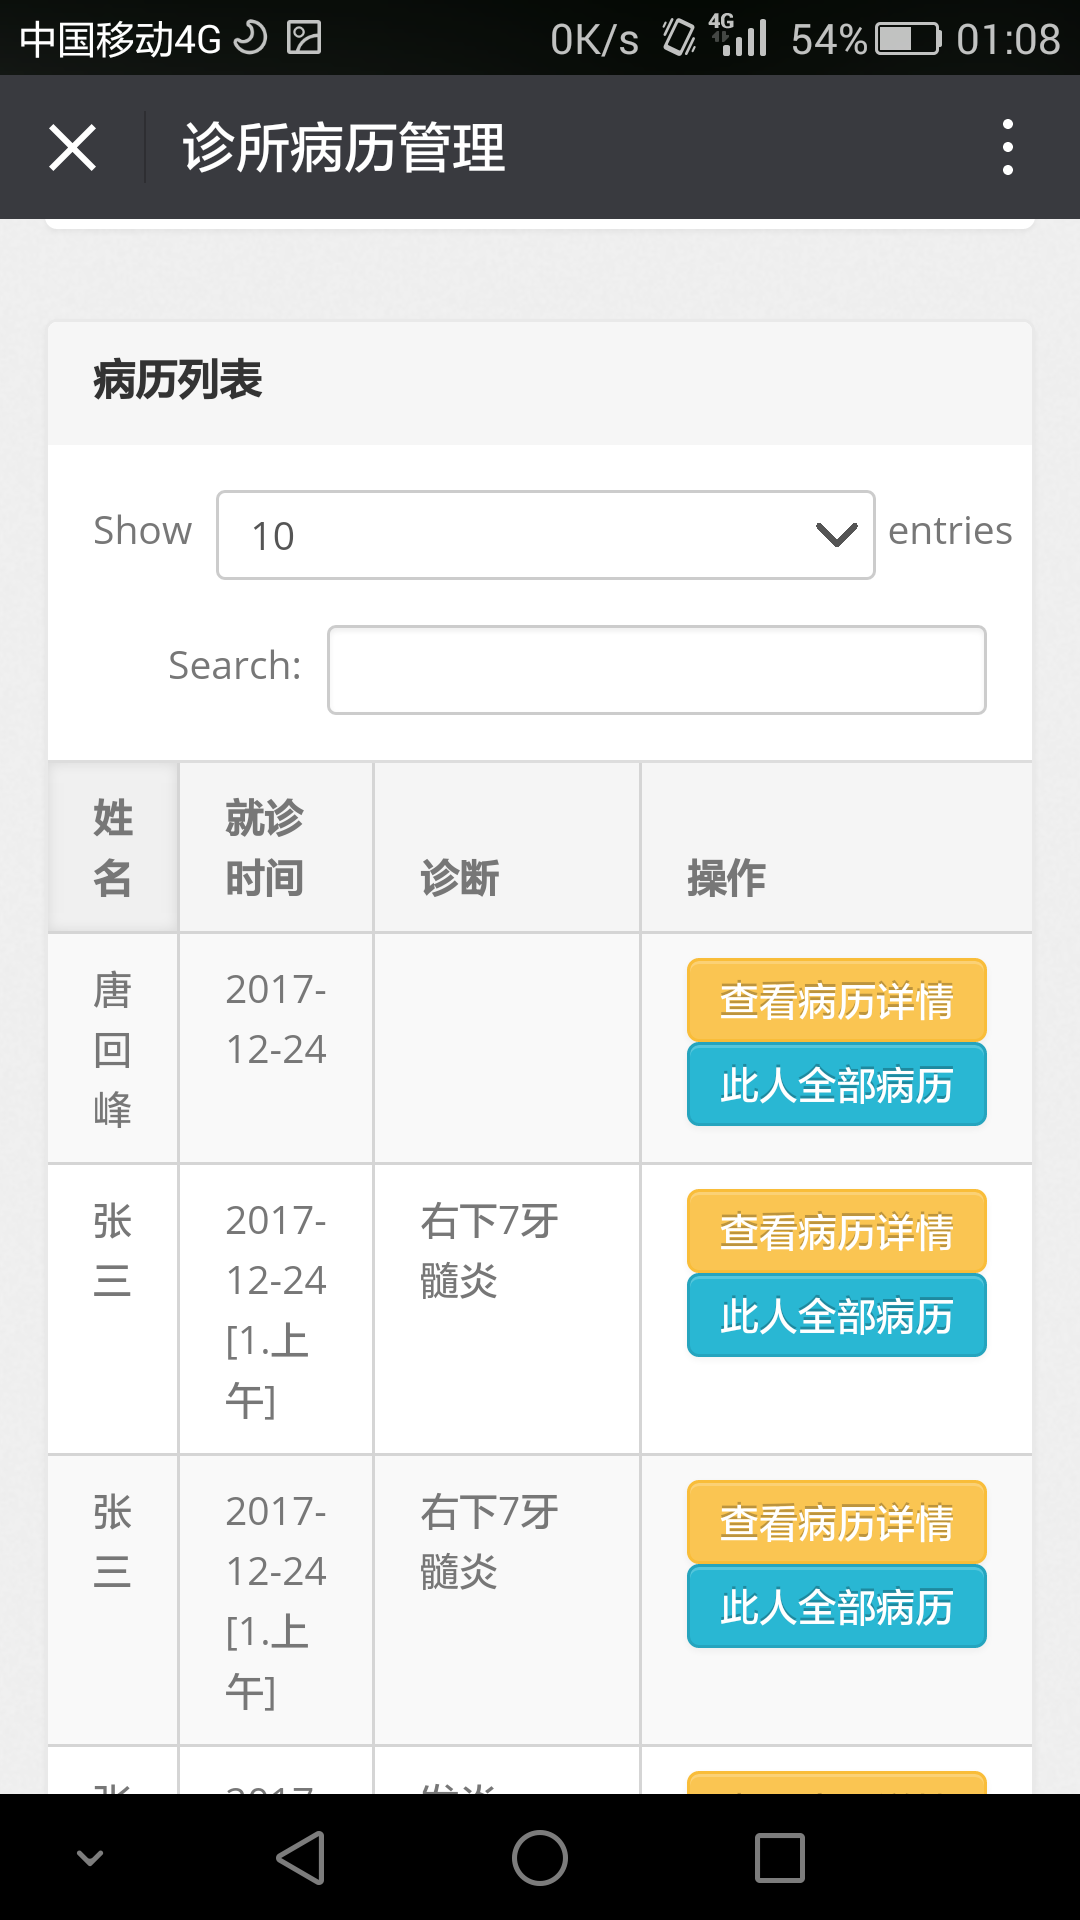 中国移动4G 0K/s 4G 54% 01:08
诊所病历管理
病历列表
Show 10 entries
Search:
姓名 就诊时间 诊断 操作
唐回峰 2017-12-24 查看病历详情
此人全部病历
张三 2017-12-24 [1.上午] 右下7牙髓炎 查看病历详情
此人全部病历
张三 2017-12-24 [1.上午] 右下7牙髓炎 查看病历详情
此人全部病历